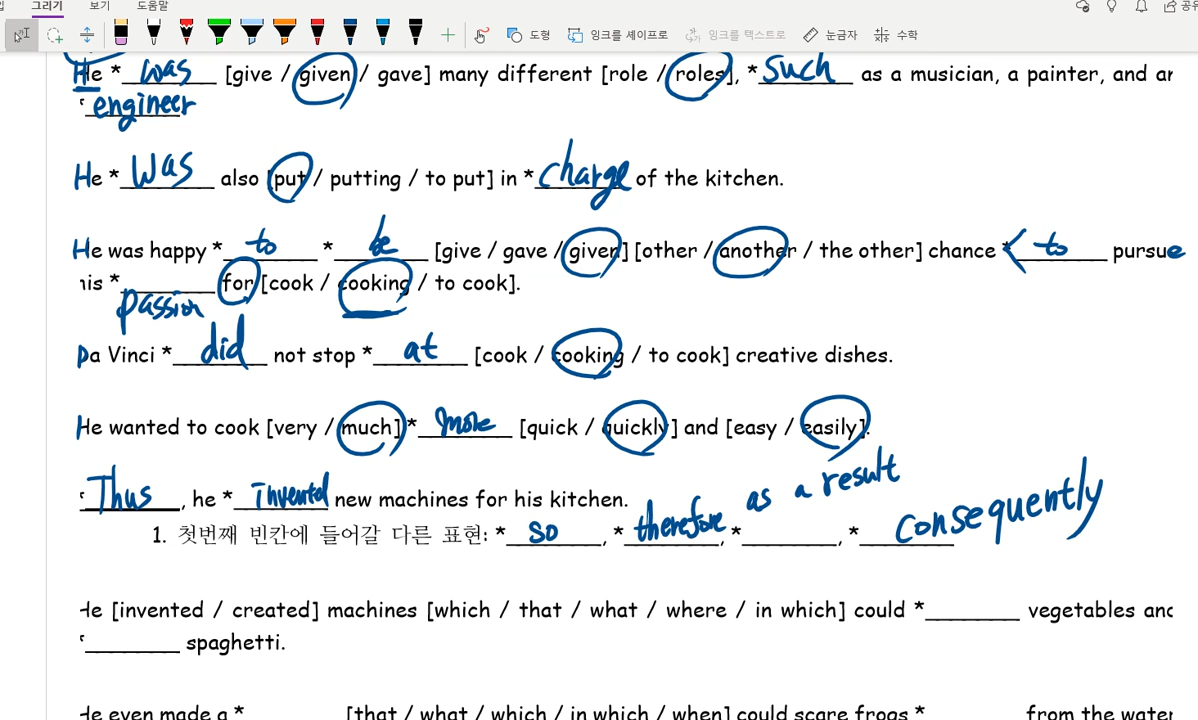 그리기 보기 도움말
도형 잉크를 셰이프로 잉크를 텍스트로 눈금자 수학 공유
He * was [give / given / gave] many different [role / roles], * such as a musician, a painter, and an
engineer
He * was also [put / putting / to put] in * charge of the kitchen.
He was happy * to * be [give / gave / given] [other / another / the other] chance * to pursue
his * passion for [cook / cooking / to cook].
Da Vinci * did not stop * at [cook / cooking / to cook] creative dishes.
He wanted to cook [very / much] * more [quick / quickly] and [easy / easily].
Thus, he * invented new machines for his kitchen.
1. 첫번째 빈칸에 들어갈 다른 표현: * so, * therefore, * as a result, * consequently
He [invented / created] machines [which / that / what / where / in which] could *_______ vegetables and
*_______ spaghetti.
He even made a * [that / what / which / in which / when] could scare frogs * from the water